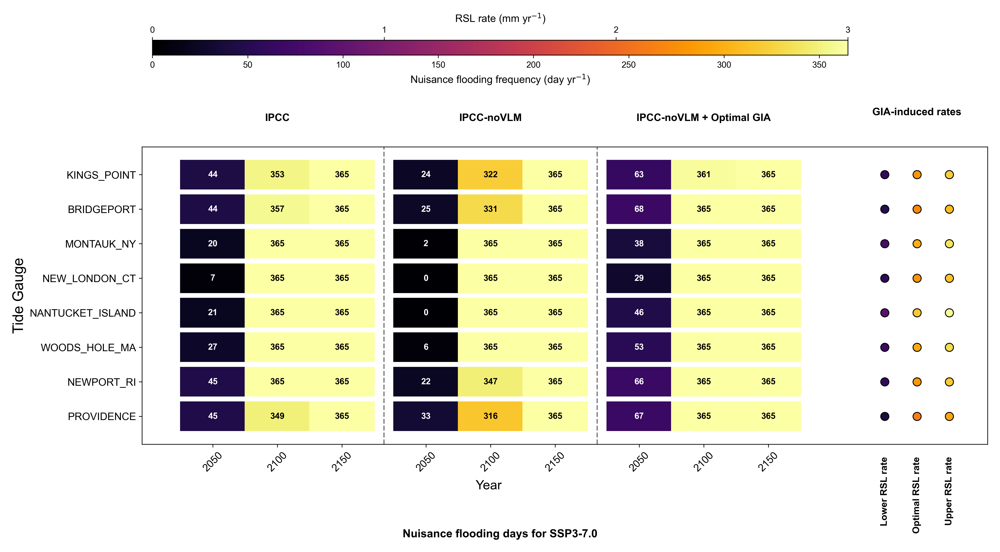 RSL rate (mm yr⁻¹)
0 1 2 3
0 50 100 150 200 250 300 350
Nuisance flooding frequency (day yr⁻¹)
IPCC IPCC-noVLM IPCC-noVLM + Optimal GIA GIA-induced rates
Tide Gauge
KINGS_POINT 44 353 365 24 322 365 63 361 365
BRIDGEPORT 44 357 365 25 331 365 68 365 365
MONTAUK_NY 20 365 365 2 365 365 38 365 365
NEW_LONDON_CT 7 365 365 0 365 365 29 365 365
NANTUCKET_ISLAND 21 365 365 0 365 365 46 365 365
WOODS_HOLE_MA 27 365 365 6 365 365 53 365 365
NEWPORT_RI 45 365 365 22 347 365 66 365 365
PROVIDENCE 45 349 365 33 316 365 67 365 365
2050 2100 2150 2050 2100 2150 2050 2100 2150
Lower RSL rate
Optimal RSL rate
Upper RSL rate
Year
Nuisance flooding days for SSP3-7.0